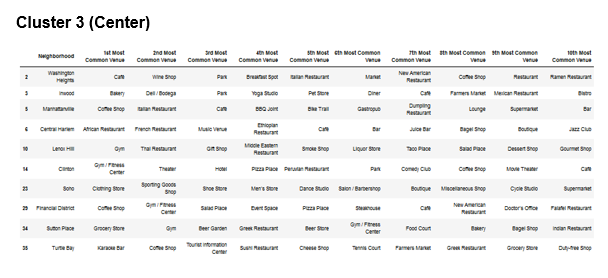 Cluster 3 (Center)
Neighborhood 1st Most Common Venue 2nd Most Common Venue 3rd Most Common Venue 4th Most Common Venue 5th Most Common Venue 6th Most Common Venue 7th Most Common Venue 8th Most Common Venue 9th Most Common Venue 10th Most Common Venue
2 Washington Heights Café Wine Shop Park Breakfast Spot Italian Restaurant Market New American Restaurant Coffee Shop Restaurant Ramen Restaurant
3 Inwood Bakery Deli / Bodega Park Yoga Studio Pet Store Diner Café Farmers Market Mexican Restaurant Bistro
5 Manhattanville Coffee Shop Italian Restaurant Café BBQ Joint Bike Trail Gastropub Dumpling Restaurant Lounge Supermarket Bar
6 Central Harlem African Restaurant French Restaurant Music Venue Ethiopian Restaurant Café Bar Juice Bar Bagel Shop Boutique Jazz Club
10 Lenox Hill Gym Thai Restaurant Gift Shop Middle Eastern Restaurant Smoke Shop Liquor Store Taco Place Salad Place Dessert Shop Gourmet Shop
14 Clinton Gym / Fitness Center Theater Hotel Pizza Place Peruvian Restaurant Park Comedy Club Coffee Shop Movie Theater Café
23 Soho Clothing Store Sporting Goods Shop Shoe Store Men's Store Dance Studio Salon / Barbershop Boutique Miscellaneous Shop Cycle Studio Supermarket
29 Financial District Coffee Shop Gym / Fitness Center Salad Place Event Space Pizza Place Steakhouse Café New American Restaurant Doctor's Office Falafel Restaurant
34 Sutton Place Grocery Store Gym Beer Garden Greek Restaurant Beer Store Gym / Fitness Center Food Court Bakery Bagel Shop Indian Restaurant
35 Turtle Bay Karaoke Bar Coffee Shop Tourist Information Center Sushi Restaurant Cheese Shop Tennis Court Farmers Market Greek Restaurant Grocery Store Duty-free Shop